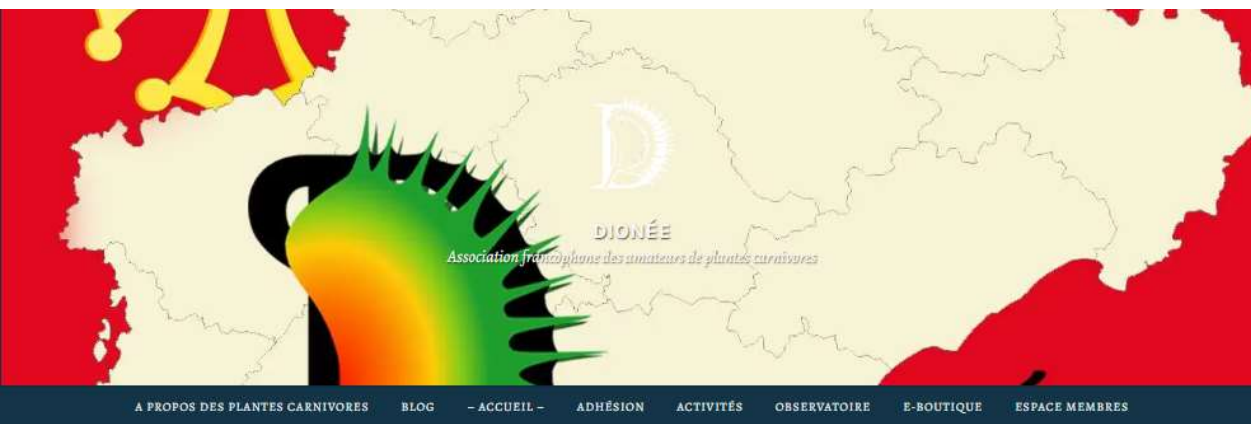 D
DIONÉE
Association francophone des amateurs de plantes carnivores
A PROPOS DES PLANTES CARNIVORES BLOG – ACCUEIL – ADHÉSION ACTIVITÉS OBSERVATOIRE E-BOUTIQUE ESPACE MEMBRES